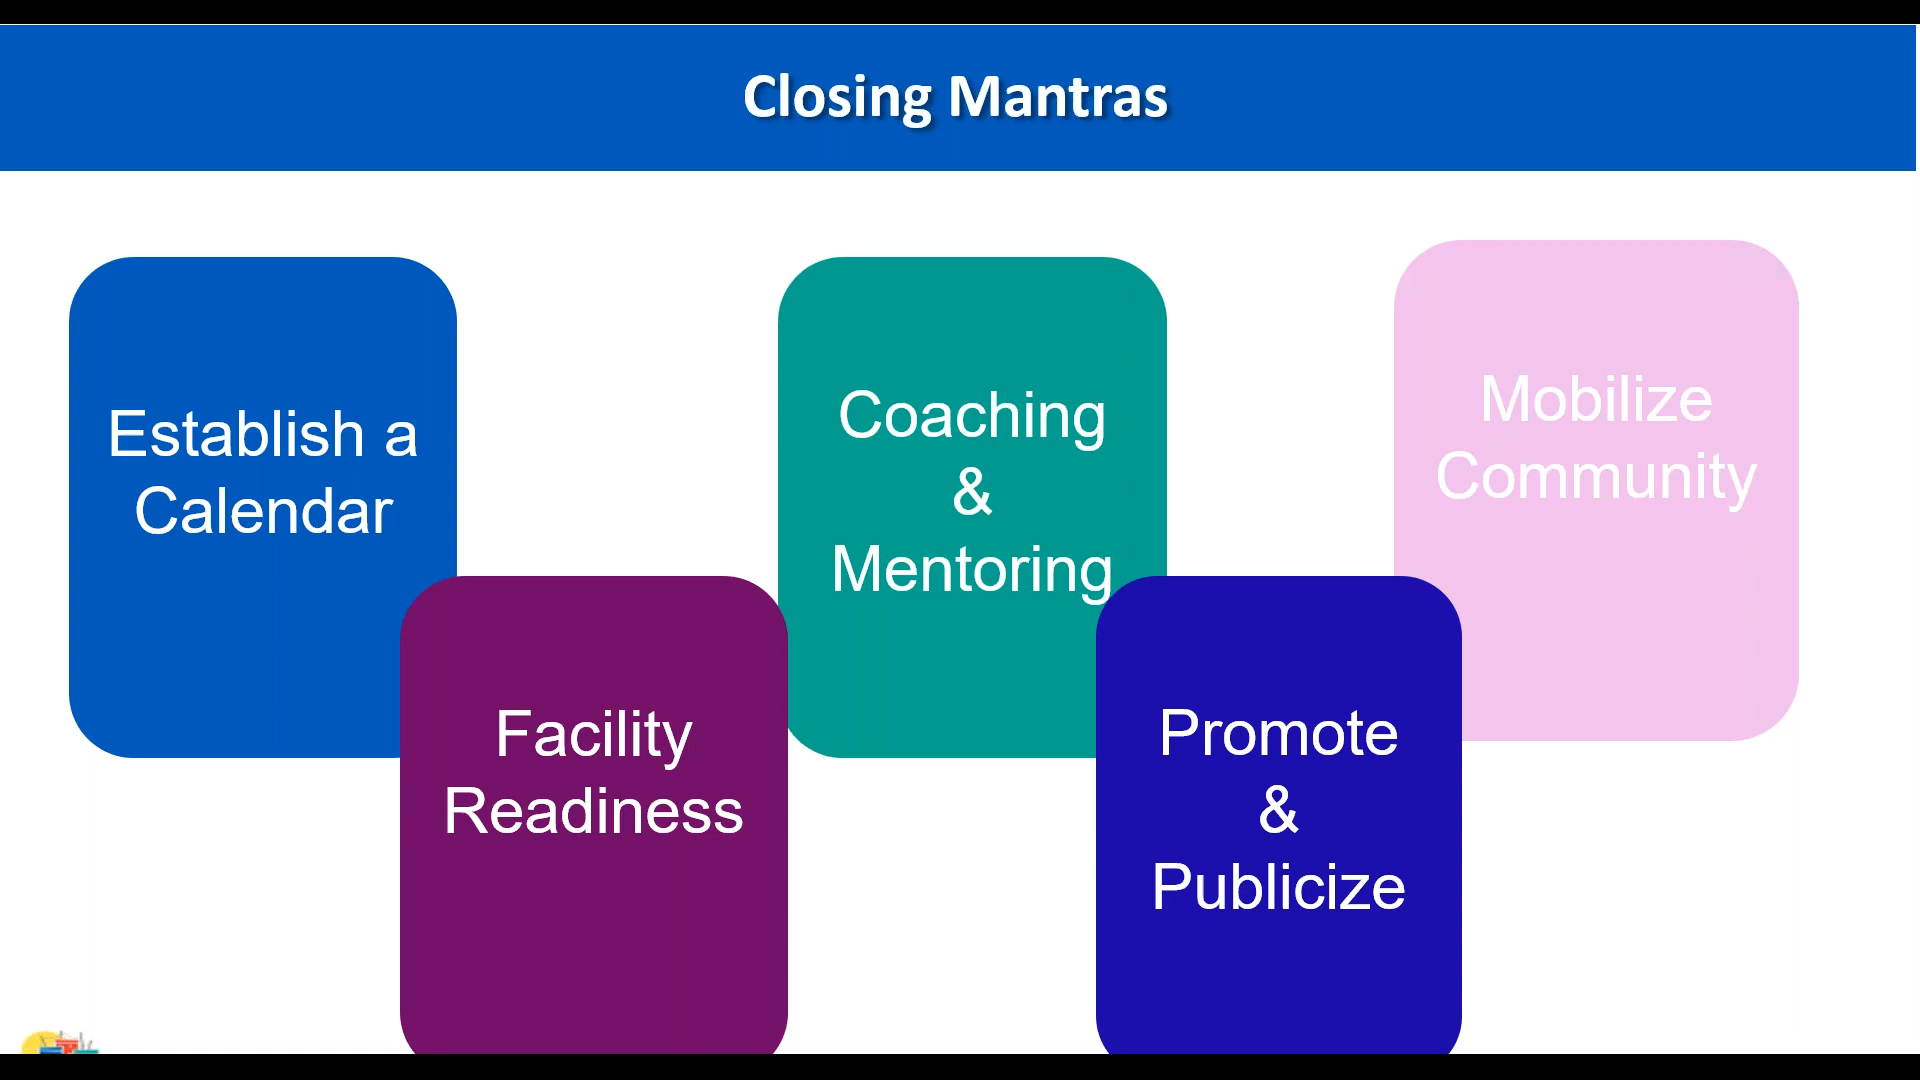 Closing Mantras
Establish a
Calendar
Facility
Readiness
Coaching
&
Mentoring
Promote
&
Publicize
Mobilize
Community